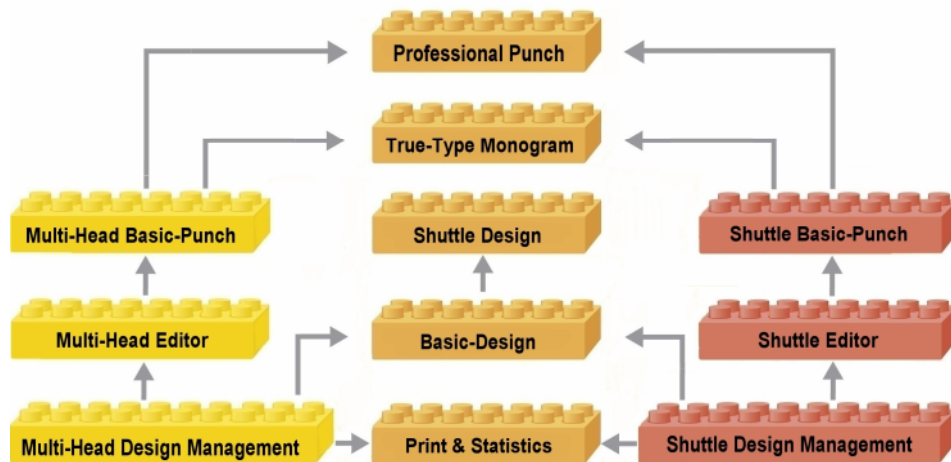 Professional Punch
True-Type Monogram
Multi-Head Basic-Punch
Shuttle Design
Shuttle Basic-Punch
Multi-Head Editor
Basic-Design
Shuttle Editor
Multi-Head Design Management
Print & Statistics
Shuttle Design Management